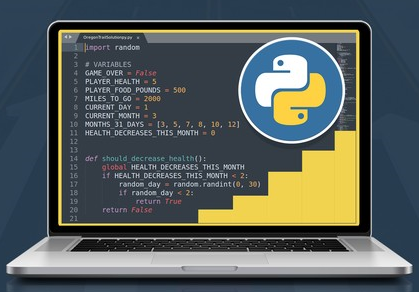 OregonTrailSolution.py
1 import random
2
3 # VARIABLES
4 GAME_OVER = False
5 PLAYER_HEALTH = 5
6 PLAYER_FOOD_POUNDS = 500
7 MILES_TO_GO = 2000
8 CURRENT_DAY = 1
9 CURRENT_MONTH = 3
10 MONTHS_31_DAYS = [3, 5, 7, 8, 10, 12]
11 HEALTH_DECREASES_THIS_MONTH = 0
12
13
14 def should_decrease_health():
15 global HEALTH_DECREASES_THIS_MONTH
16 if HEALTH_DECREASES_THIS_MONTH < 2:
17 random_day = random.randint(0, 30)
18 if random_day < 2:
19 return True
20 return False
21